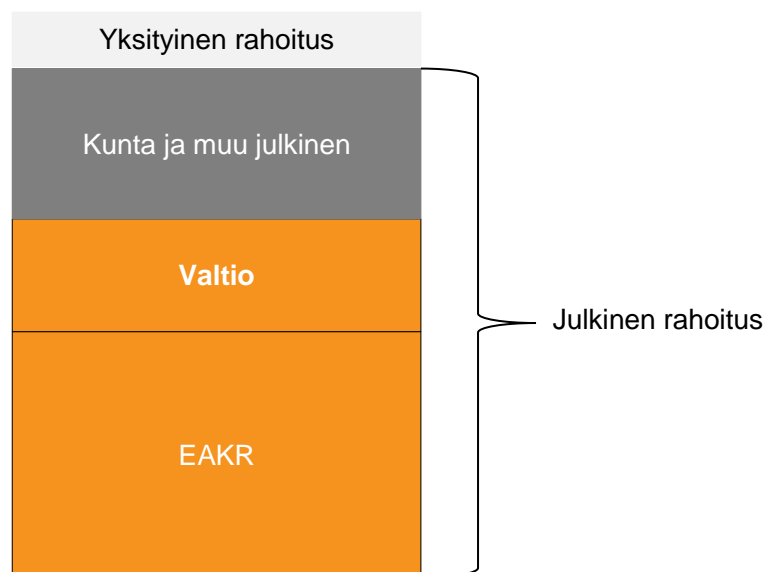 Yksityinen rahoitus
Kunta ja muu julkinen
Valtio
Julkinen rahoitus
EAKR